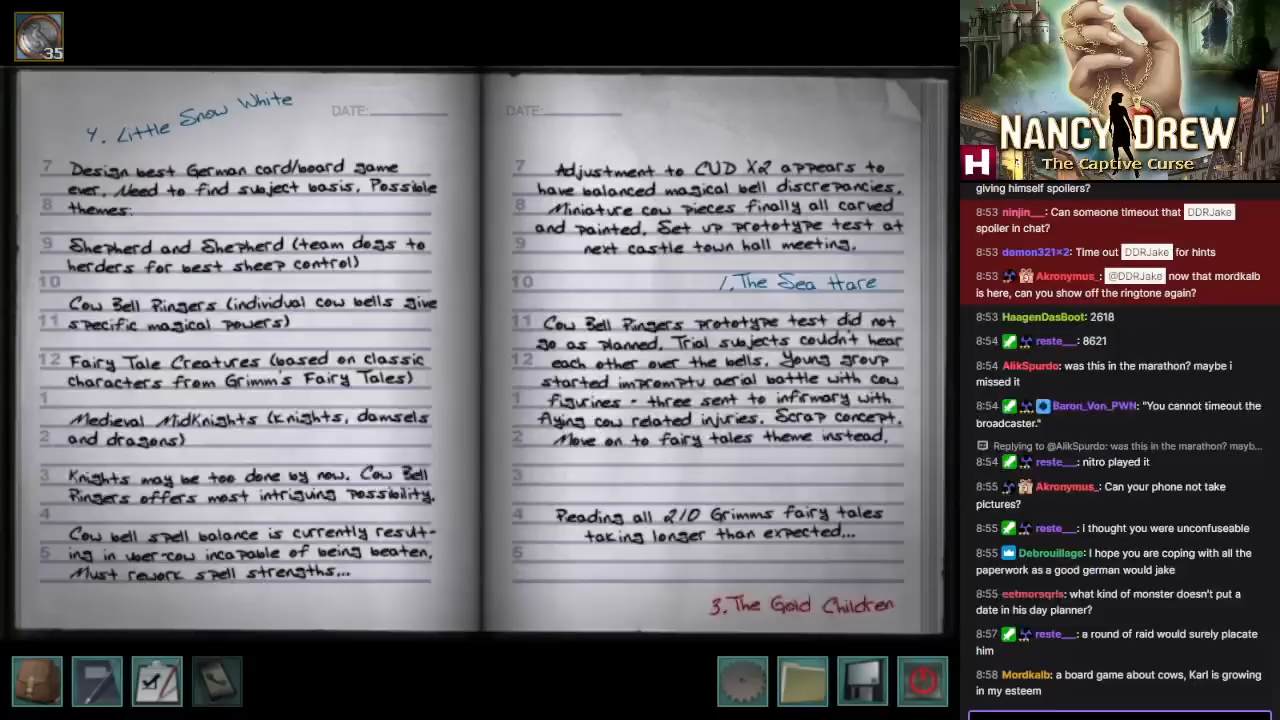 35
4. Little Snow White
DATE:
7 Design best German card/board game
ever. Need to find subject basis. Possible
8 themes:
9 Shepherd and Shepherd (team dogs to
herders for best sheep control)
10
Cow Bell Ringers (individual cow bells give
11 specific magical powers)
12 Fairy Tale Creatures (based on classic
characters from Grimm's Fairy Tales)
1
Medieval MidKnights (knights, damsels
2 and dragons)
3 Knights may be too done by now. Cow Bell
Ringers offers most intriguing possibility.
4
Cow bell spell balance is currently result-
5 ing in uber-cow incapable of being beaten.
Must rework spell strengths...
DATE:
7 Adjustment to CUD X2 appears to
have balanced magical bell discrepancies.
8 Miniature cow pieces finally all carved
and painted. Set up prototype test at
9 next castle town hall meeting.
10 1. The Sea Hare
11 Cow Bell Ringers prototype test did not
go as planned. Trial subjects couldn't hear
12 each other over the bells. Young group
started impromptu aerial battle with cow
1 figurines - three sent to infirmary with
flying cow related injuries. Scrap concept.
2 Move on to fairy tales theme instead.
3
4 Reading all 210 Grimms fairy tales
taking longer than expected...
5
3. The Gold Children
NANCY DREW
The Captive Curse
H
giving himself spoilers?
8:53 ninjin__: Can someone timeout that DDRJake
spoiler in chat?
8:53 demon321x2: Time out DDRJake for hints
8:53 Akronymus_: @DDRJake now that mordkalb
is here, can you show off the ringtone again?
8:53 HaagenDasBoot: 2618
8:54 reste___: 8621
8:54 AlikSpurdo: was this in the marathon? maybe i
missed it
8:54 Baron_Von_PWN: "You cannot timeout the
broadcaster."
Replying to @AlikSpurdo: was this in the marathon? mayb...
8:54 reste___: nitro played it
8:55 Akronymus_: Can your phone not take
pictures?
8:55 reste___: i thought you were unconfuseable
8:55 Debrouillage: I hope you are coping with all the
paperwork as a good german would jake
8:55 eetmorsqrls: what kind of monster doesn't put a
date in his day planner?
8:57 reste___: a round of raid would surely placate
him
8:58 Mordkalb: a board game about cows, Karl is growing
in my esteem